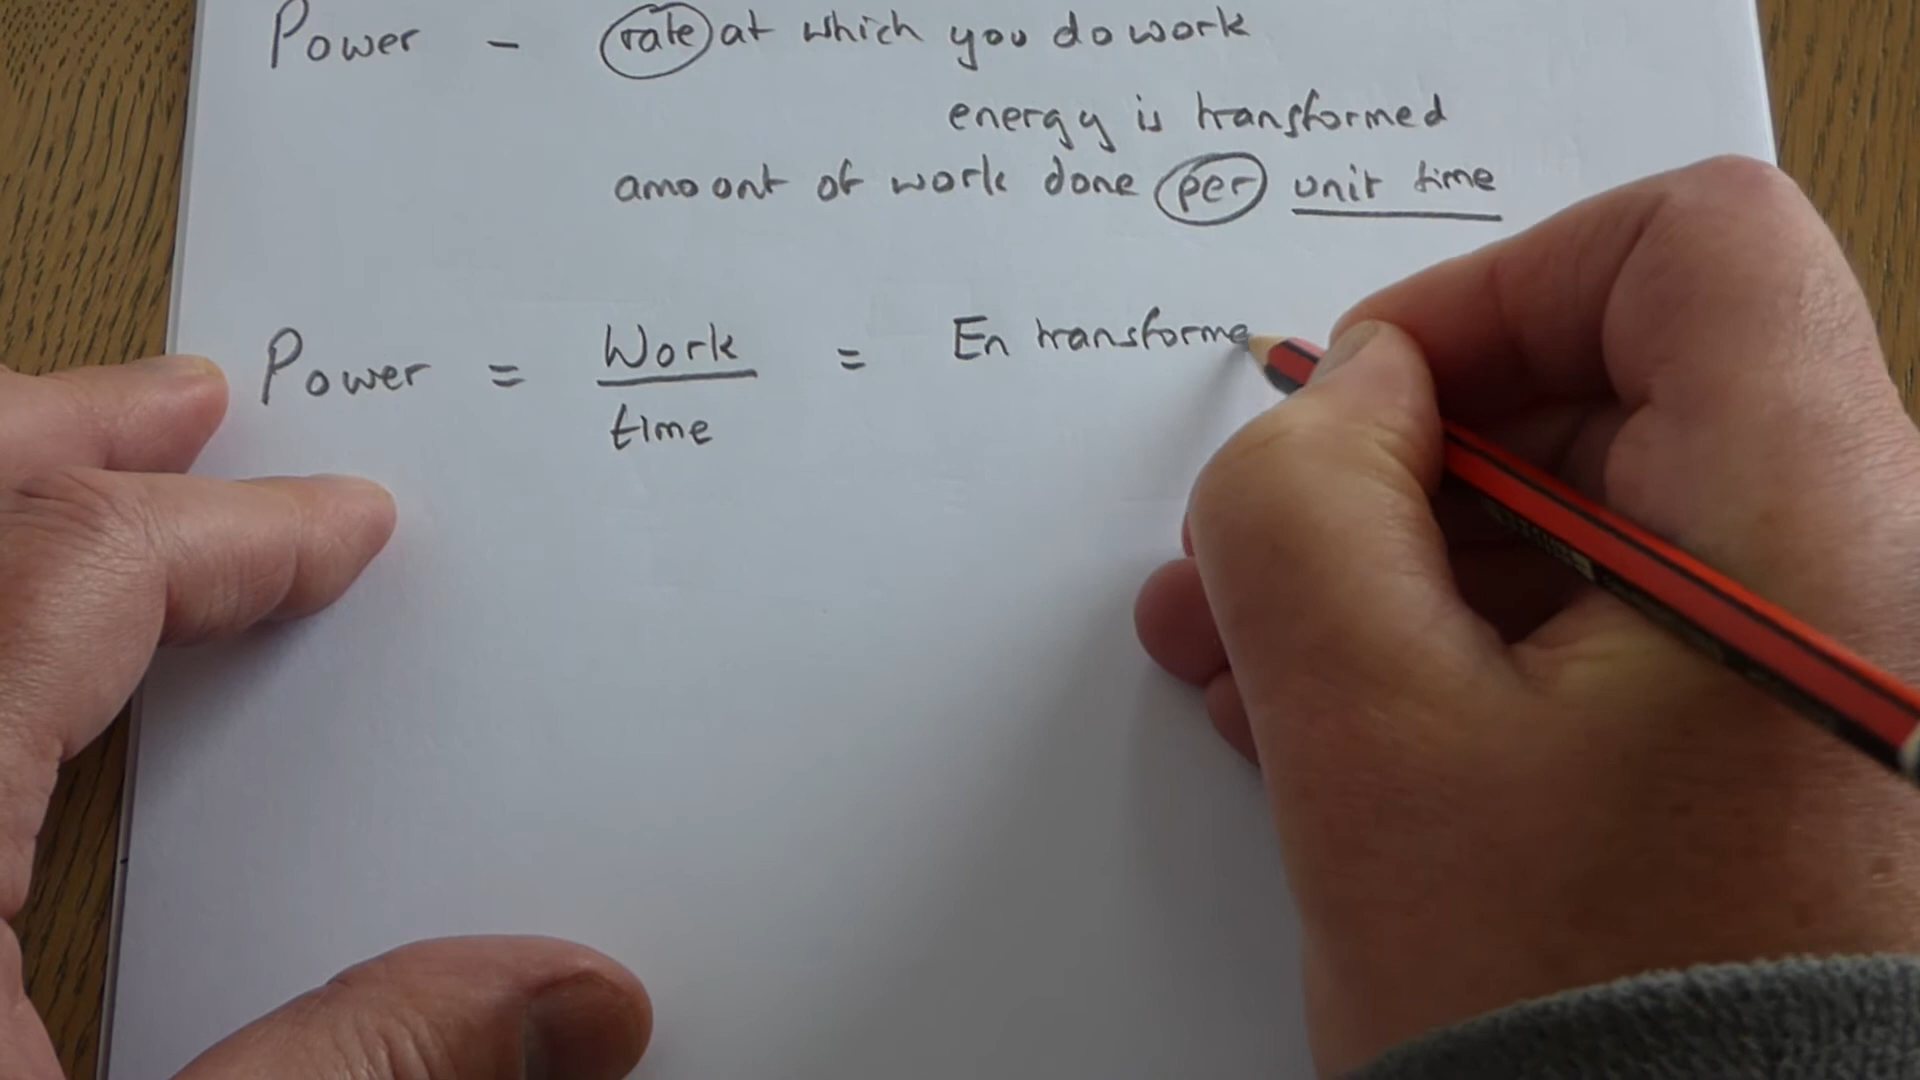 Power - rate at which you do work
energy is transformed
amount of work done per unit time
Power = Work = En transforme
time